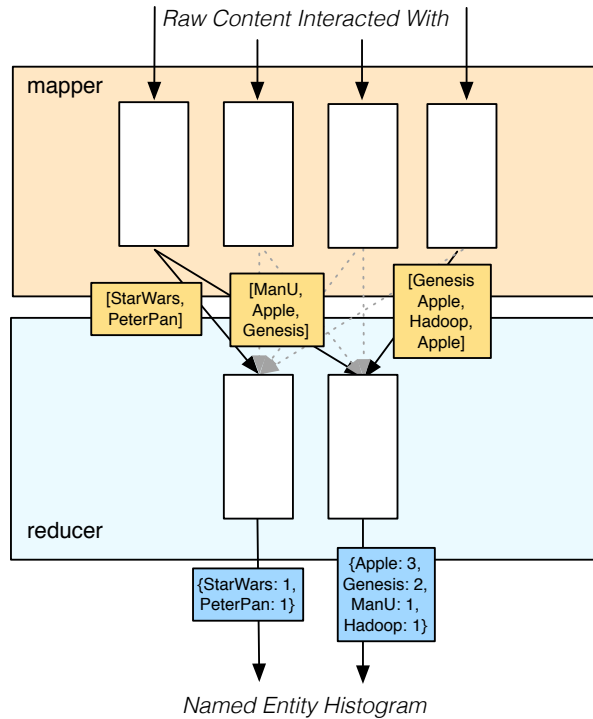 Raw Content Interacted With
mapper
[StarWars,
PeterPan]
[ManU,
Apple,
Genesis]
[Genesis
Apple,
Hadoop,
Apple]
reducer
{StarWars: 1,
PeterPan: 1}
{Apple: 3,
Genesis: 2,
ManU: 1,
Hadoop: 1}
Named Entity Histogram